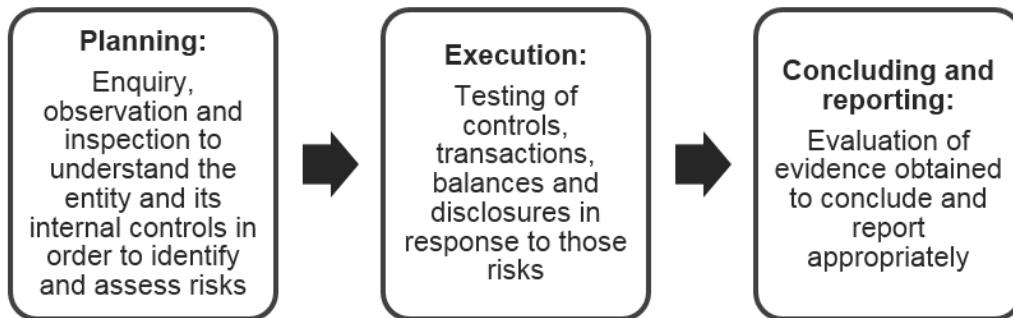 Planning:
Enquiry,
observation and
inspection to
understand the
entity and its
internal controls in
order to identify
and assess risks
Execution:
Testing of
controls,
transactions,
balances and
disclosures in
response to those
risks
Concluding and
reporting:
Evaluation of
evidence obtained
to conclude and
report
appropriately